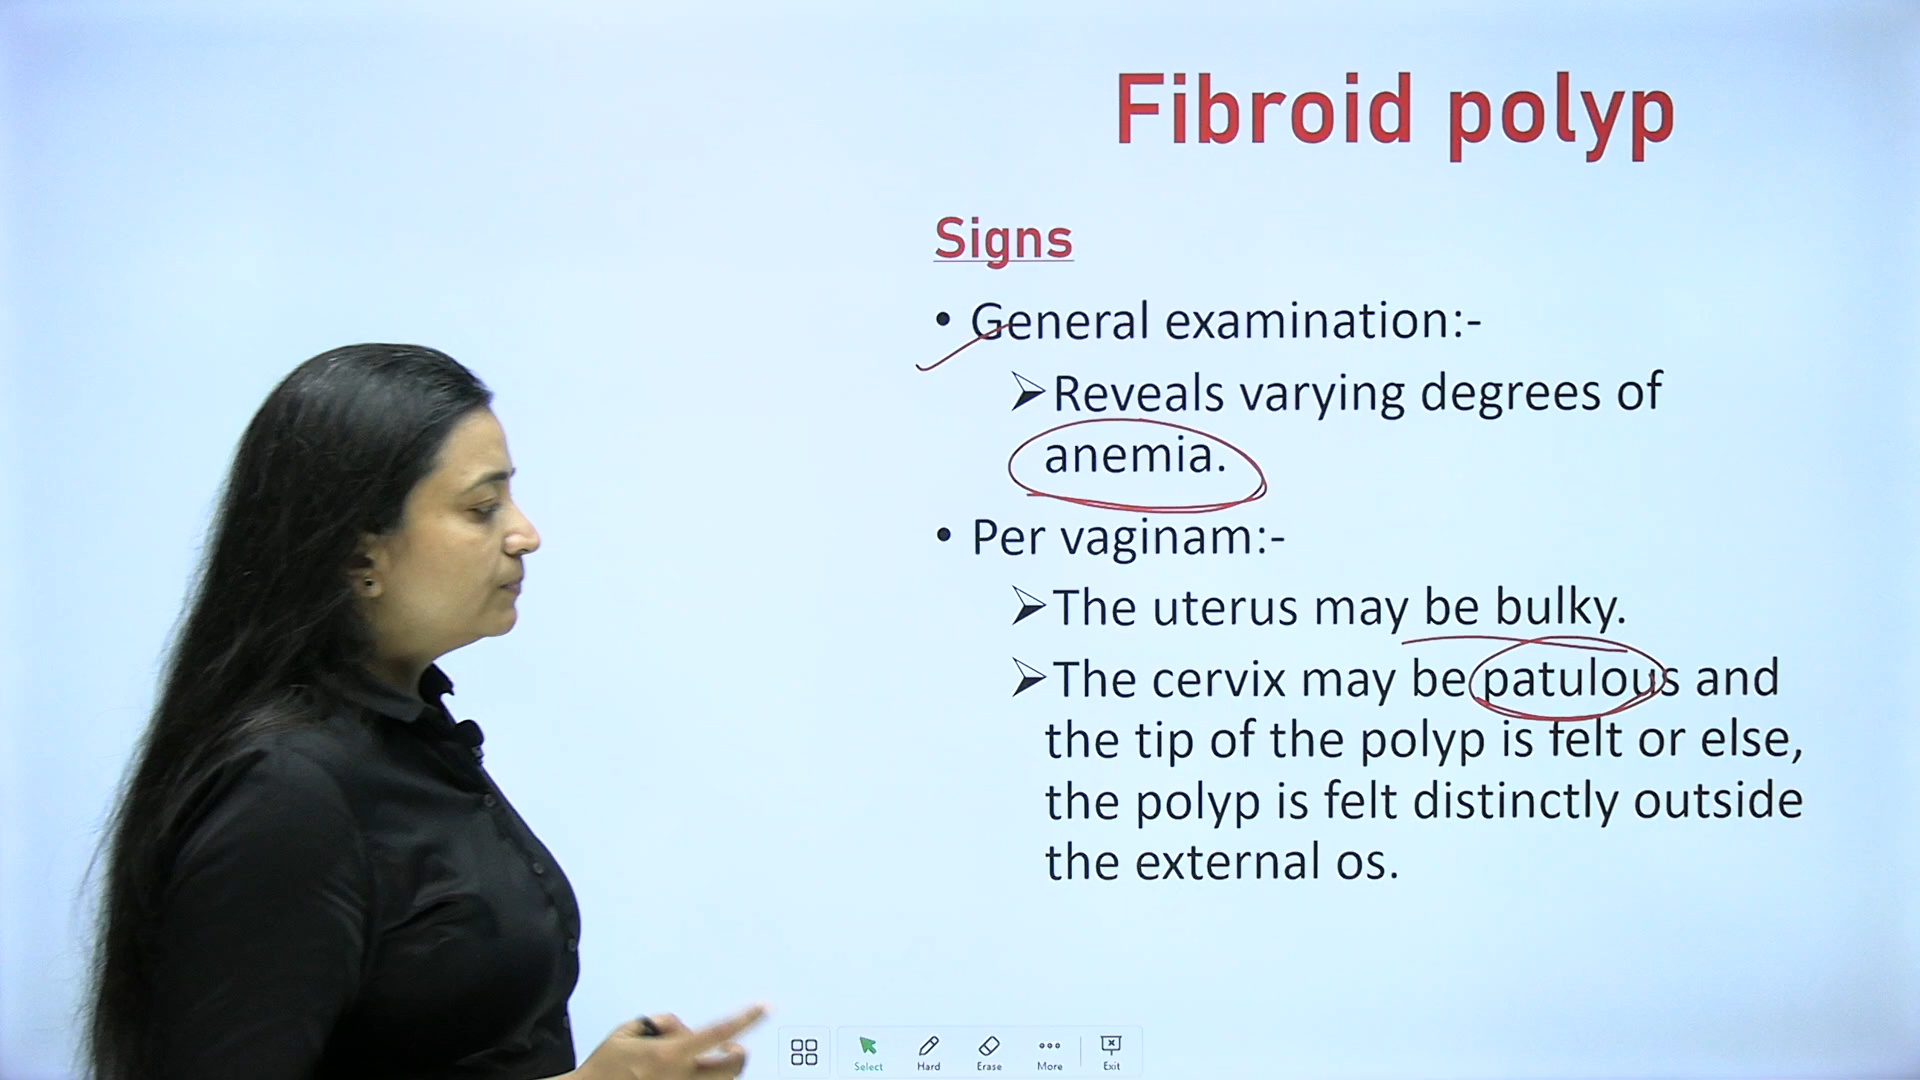 Fibroid polyp
Signs
• General examination:-
➢Reveals varying degrees of
anemia.
• Per vaginam:-
➢The uterus may be bulky.
➢The cervix may be patulous and
the tip of the polyp is felt or else,
the polyp is felt distinctly outside
the external os.
Select Hard Erase More Exit